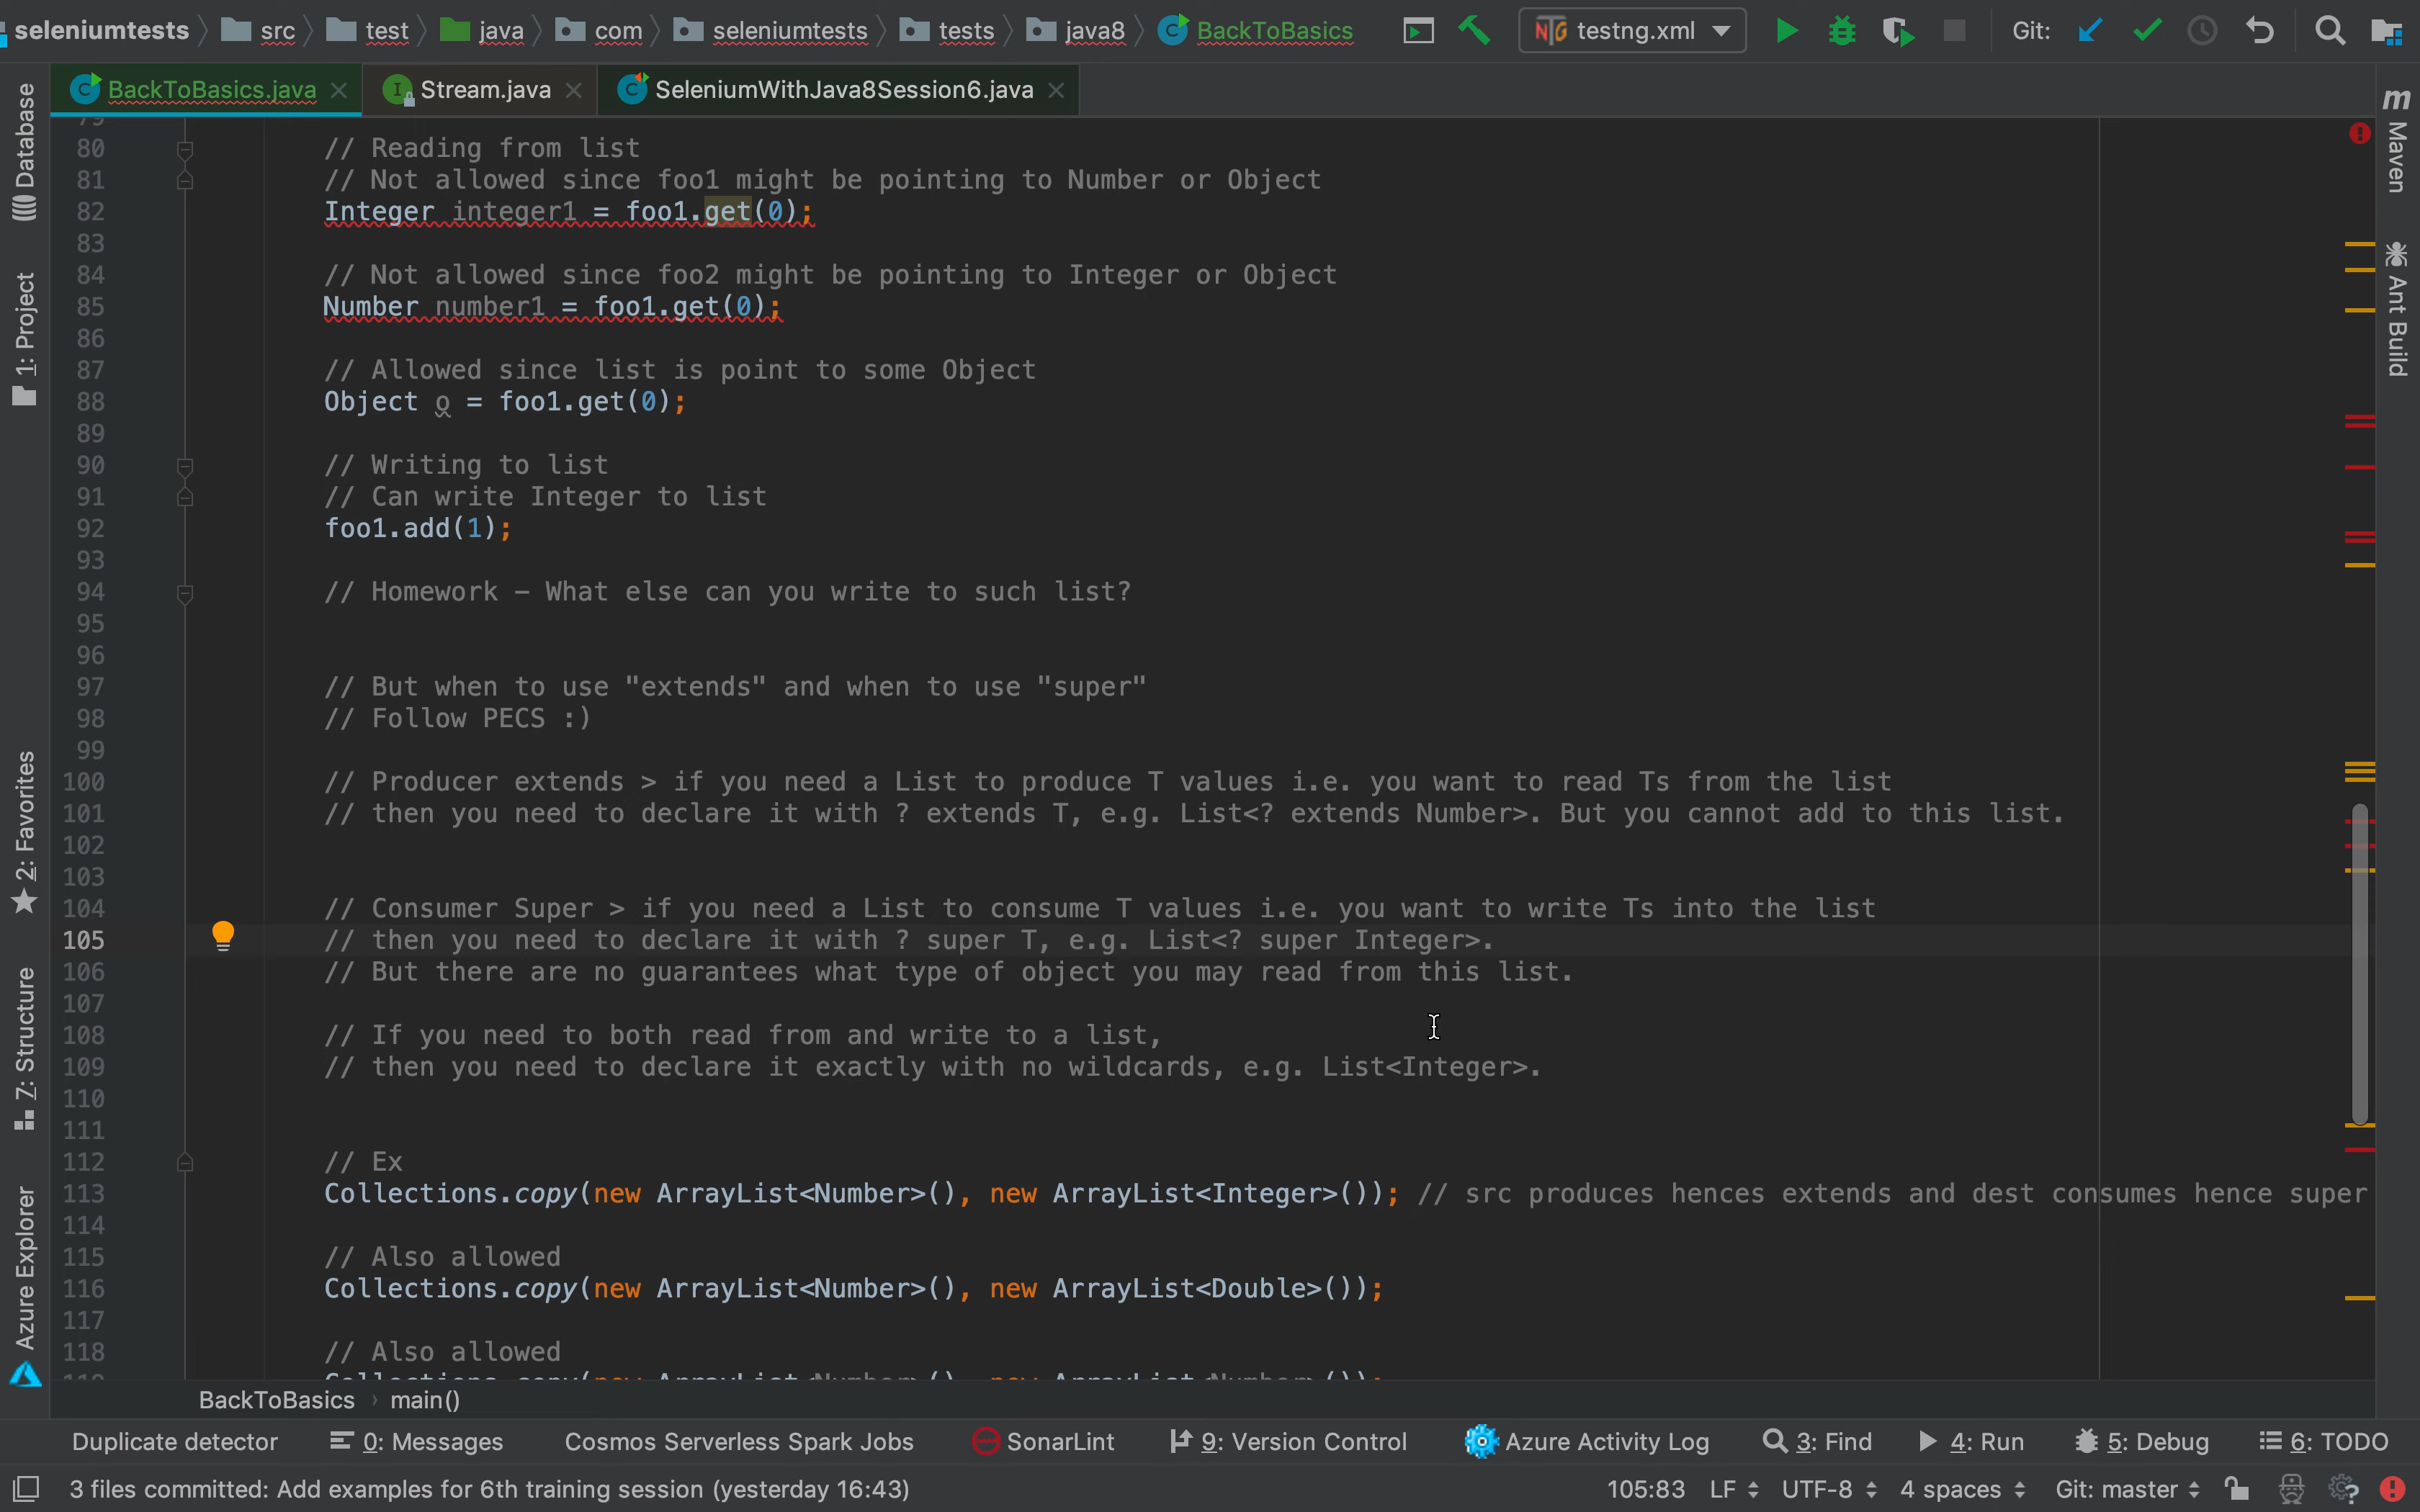 seleniumtests src test java com seleniumtests tests java8 BackToBasics testng.xml Git:
BackToBasics.java Stream.java SeleniumWithJava8Session6.java
79
80 // Reading from list
81 // Not allowed since foo1 might be pointing to Number or Object
82 Integer integer1 = foo1.get(0);
83
84 // Not allowed since foo2 might be pointing to Integer or Object
85 Number number1 = foo1.get(0);
86
87 // Allowed since list is point to some Object
88 Object o = foo1.get(0);
89
90 // Writing to list
91 // Can write Integer to list
92 foo1.add(1);
93
94 // Homework – What else can you write to such list?
95
96
97 // But when to use "extends" and when to use "super"
98 // Follow PECS :)
99
100 // Producer extends > if you need a List to produce T values i.e. you want to read Ts from the list
101 // then you need to declare it with ? extends T, e.g. List<? extends Number>. But you cannot add to this list.
102
103
104 // Consumer Super > if you need a List to consume T values i.e. you want to write Ts into the list
105 // then you need to declare it with ? super T, e.g. List<? super Integer>.
106 // But there are no guarantees what type of object you may read from this list.
107
108 // If you need to both read from and write to a list,
109 // then you need to declare it exactly with no wildcards, e.g. List<Integer>.
110
111
112 // Ex
113 Collections.copy(new ArrayList<Number>(), new ArrayList<Integer>()); // src produces hences extends and dest consumes hence super
114
115 // Also allowed
116 Collections.copy(new ArrayList<Number>(), new ArrayList<Double>());
117
118 // Also allowed
119 Collections.copy(new ArrayList<Number>(), new ArrayList<Number>());
Database
1: Project
2: Favorites
7: Structure
Azure Explorer
m Maven
Ant Build
BackToBasics main()
Duplicate detector 0: Messages Cosmos Serverless Spark Jobs SonarLint 9: Version Control Azure Activity Log 3: Find 4: Run 5: Debug 6: TODO
3 files committed: Add examples for 6th training session (yesterday 16:43) 105:83 LF UTF-8 4 spaces Git: master